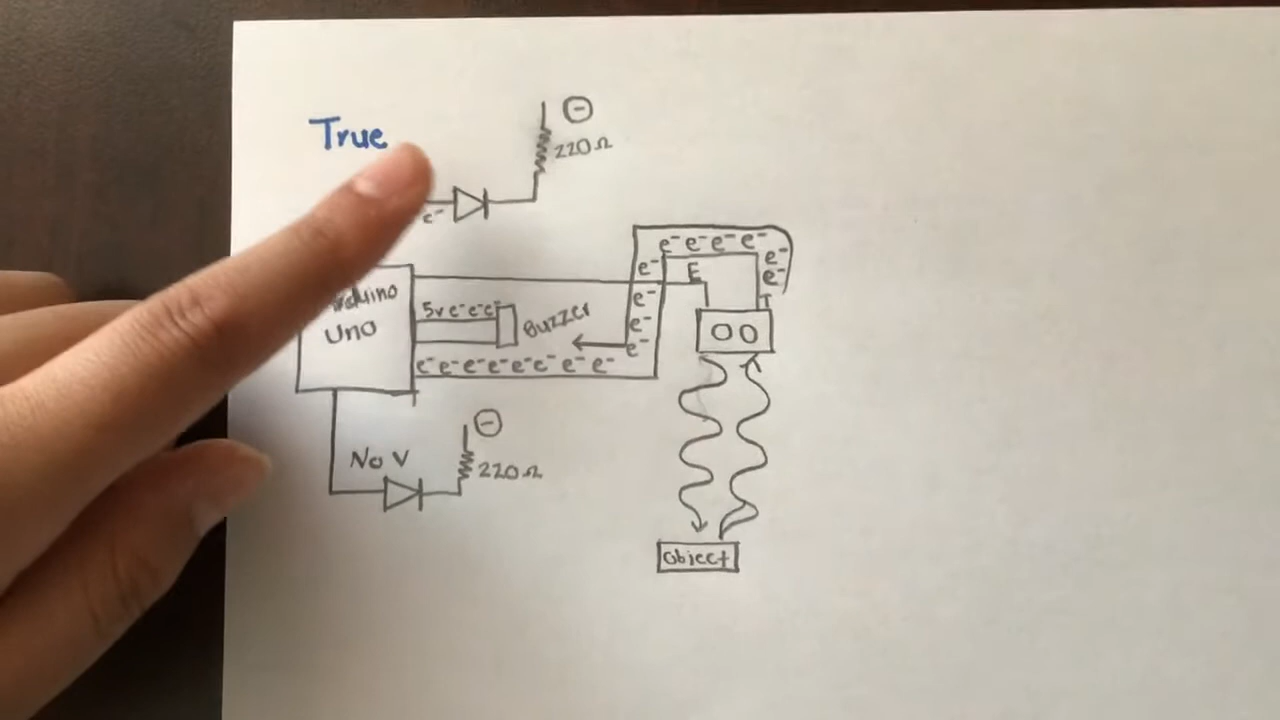 True
⊖
220Ω
e⁻
e⁻ e⁻ e⁻ e⁻
e⁻
e⁻
e⁻
E
T
Uno
5v e⁻e⁻e⁻
Buzzer
e⁻
e⁻
e⁻
e⁻e⁻e⁻e⁻e⁻e⁻e⁻e⁻
⊖
No V
220Ω
Object